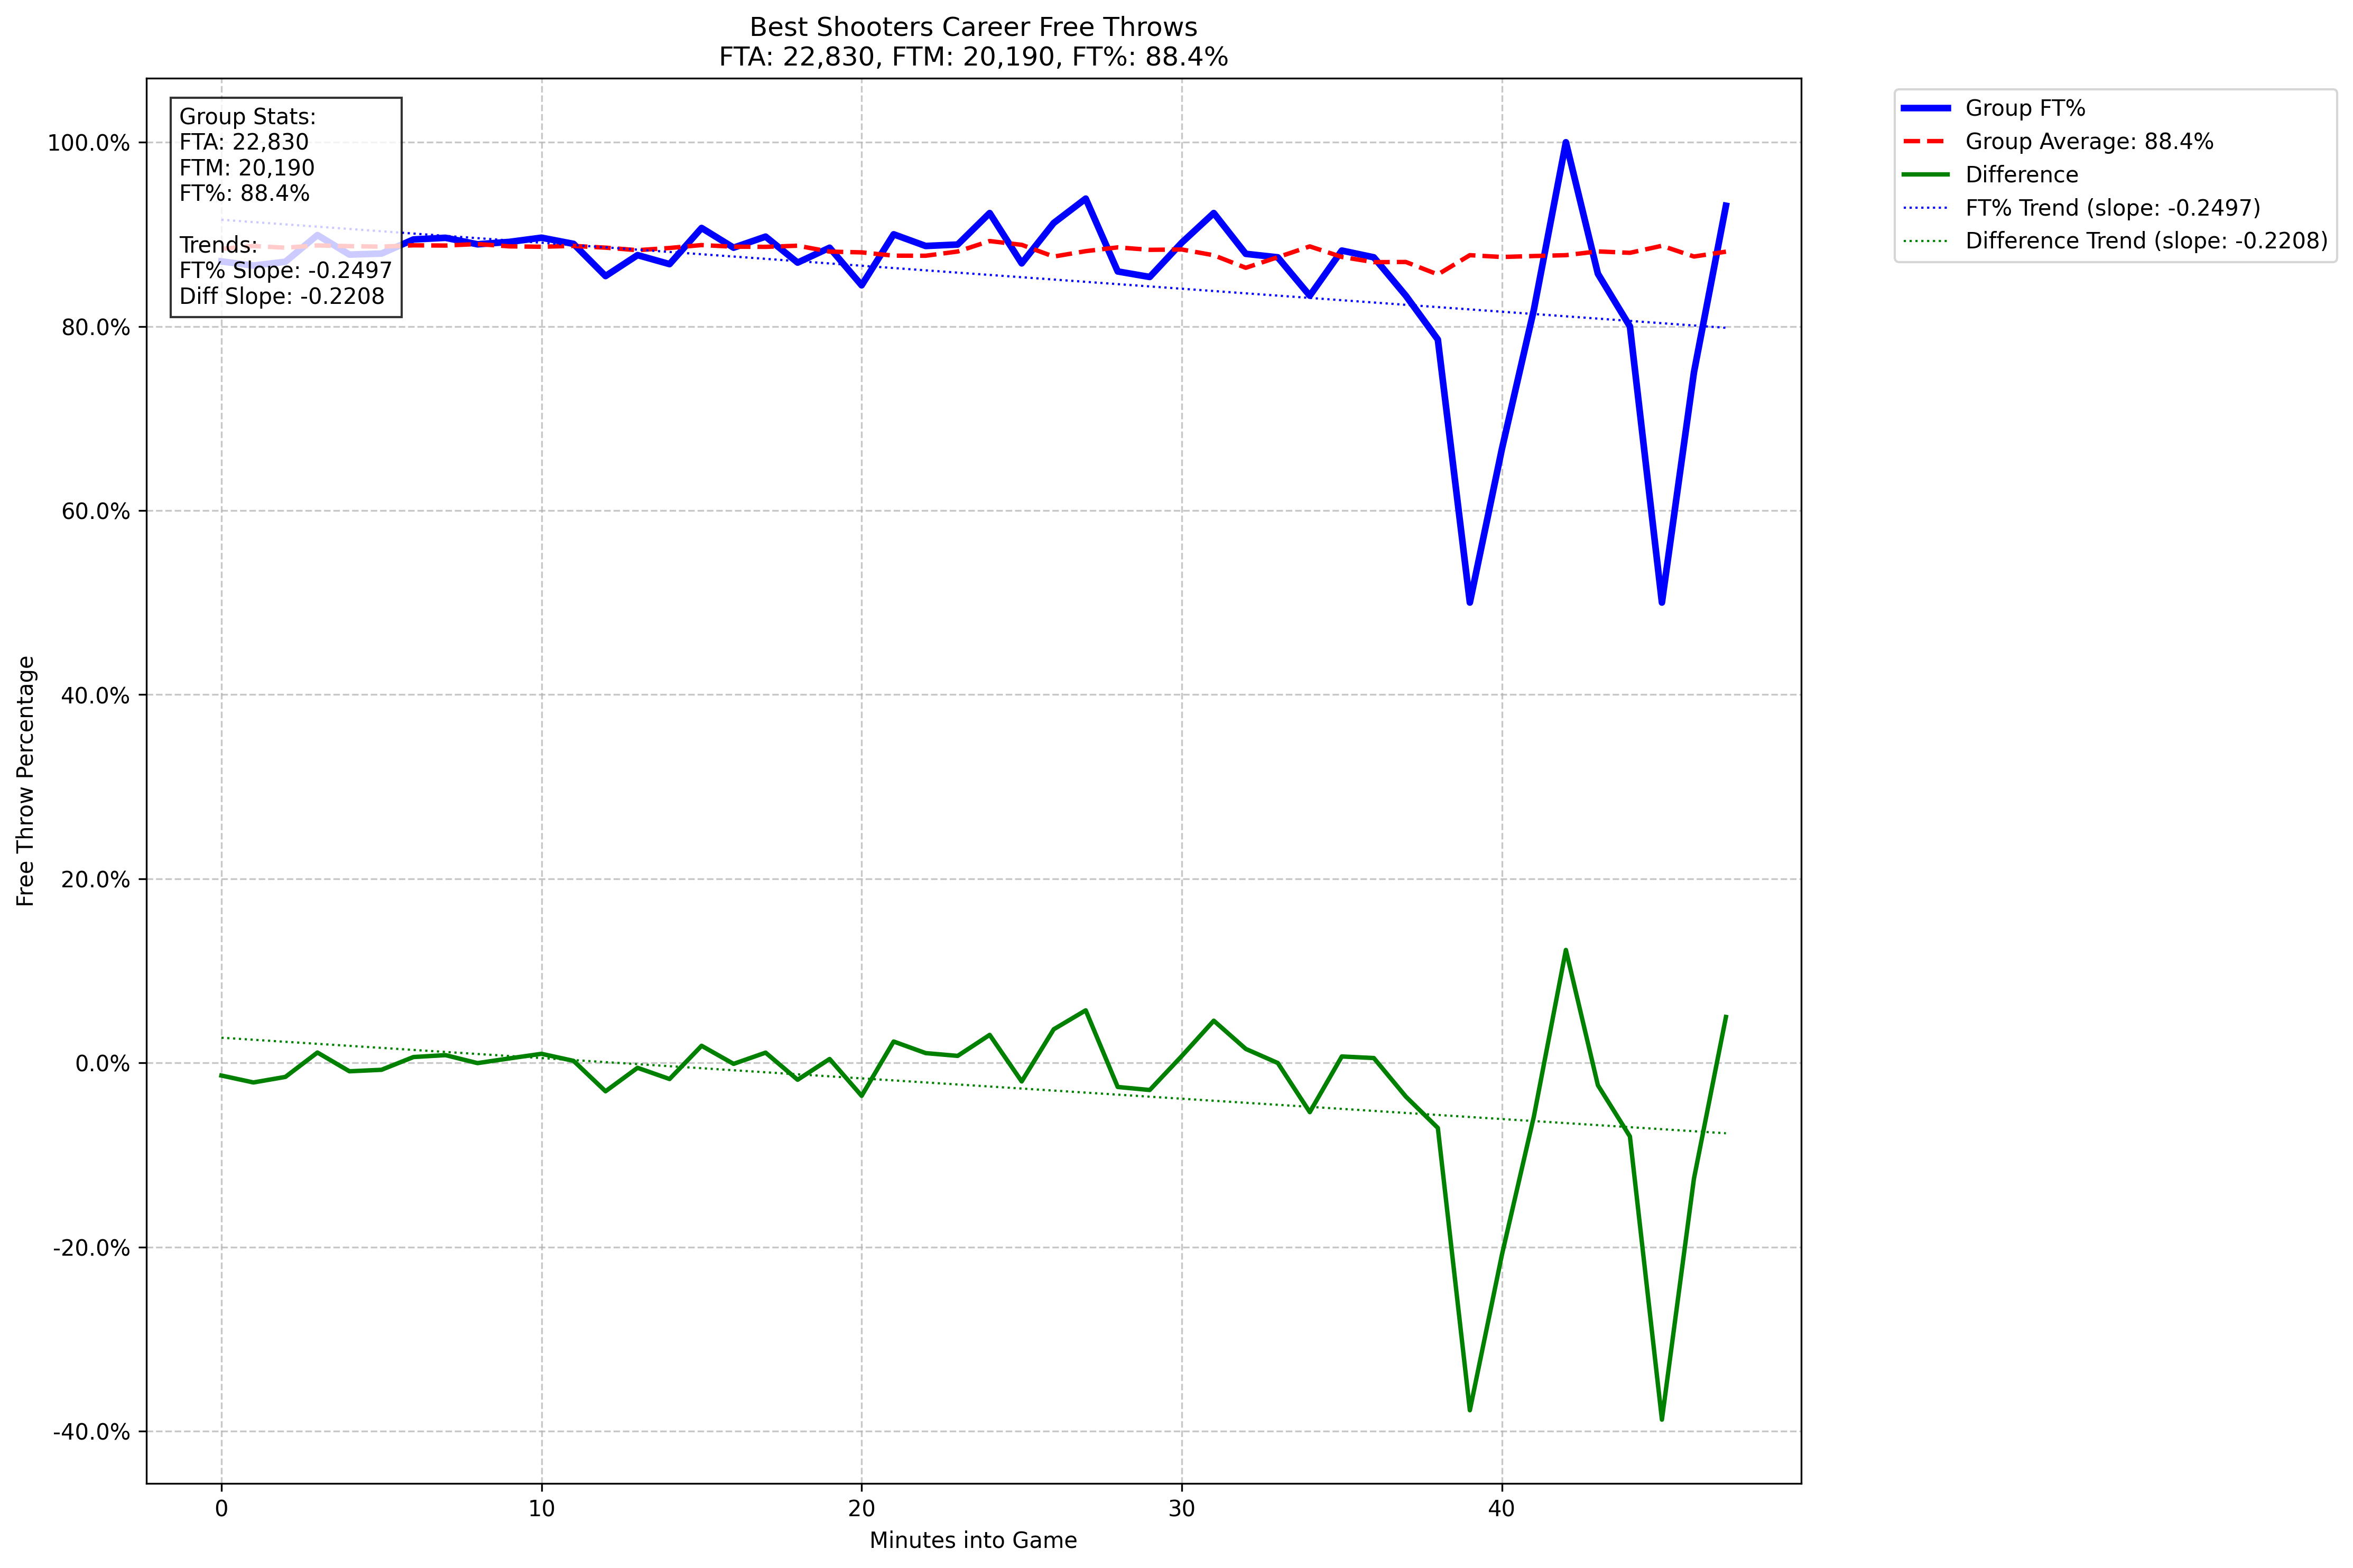 Best Shooters Career Free Throws
FTA: 22,830, FTM: 20,190, FT%: 88.4%
Group Stats:
FTA: 22,830
FTM: 20,190
FT%: 88.4%
Trends:
FT% Slope: -0.2497
Diff Slope: -0.2208
Group FT%
Group Average: 88.4%
Difference
FT% Trend (slope: -0.2497)
Difference Trend (slope: -0.2208)
Free Throw Percentage
100.0%
80.0%
60.0%
40.0%
20.0%
0.0%
-20.0%
-40.0%
0 10 20 30 40
Minutes into Game